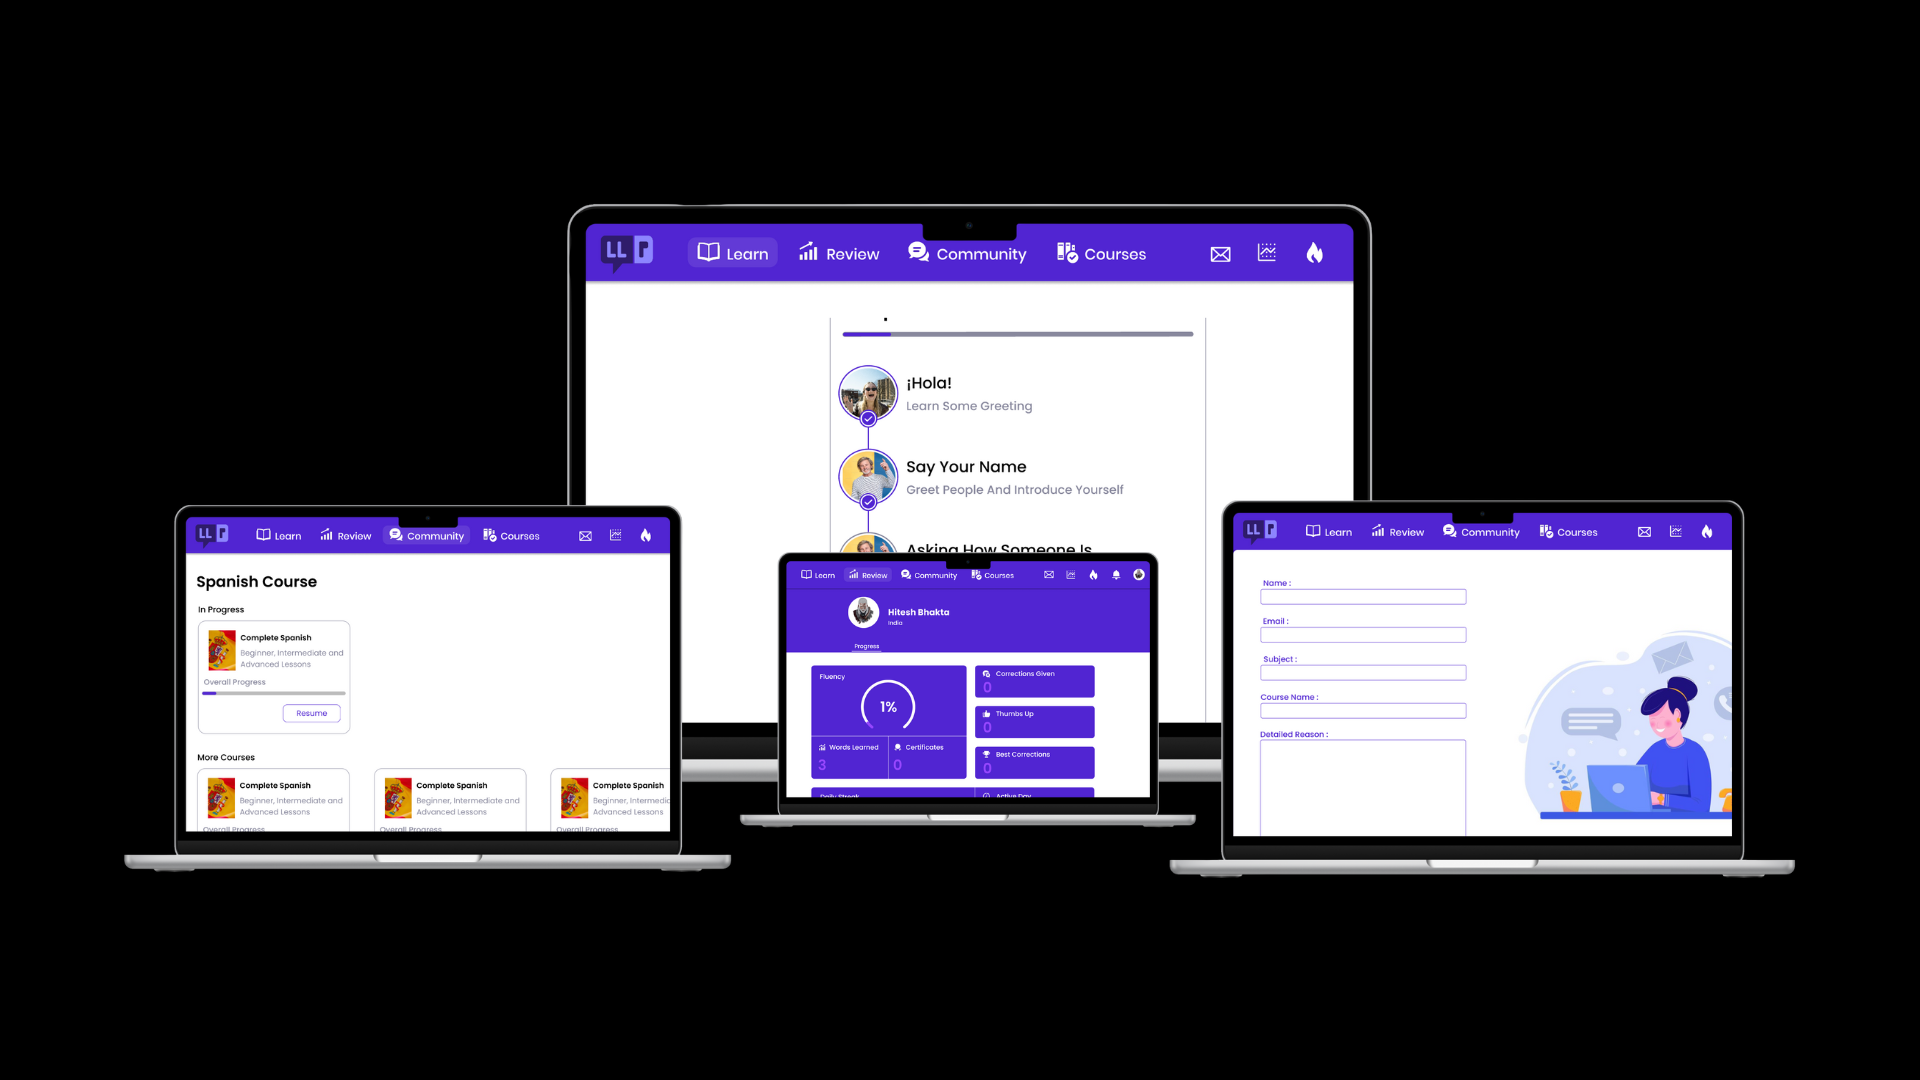 LL
Learn
Review
Community
Courses
¡Hola!
Learn Some Greeting
Say Your Name
Greet People And Introduce Yourself
Asking How Someone Is
LL
Learn
Review
Community
Courses
Spanish Course
In Progress
Complete Spanish
Beginner, Intermediate and
Advanced Lessons
Overall Progress
Resume
More Courses
Complete Spanish
Beginner, Intermediate and
Advanced Lessons
Overall Progress
Complete Spanish
Beginner, Intermediate and
Advanced Lessons
Overall Progress
Complete Spanish
Beginner, Intermedia
Advanced Lessons
Overall Progress
Learn
Review
Community
Courses
Hitesh Bhakta
India
Progress
Fluency
1%
Words Learned
3
Certificates
0
Corrections Given
0
Thumbs Up
0
Best Corrections
0
Daily Streak
Active Day
LL
Learn
Review
Community
Courses
Name :
Email :
Subject :
Course Name :
Detailed Reason :